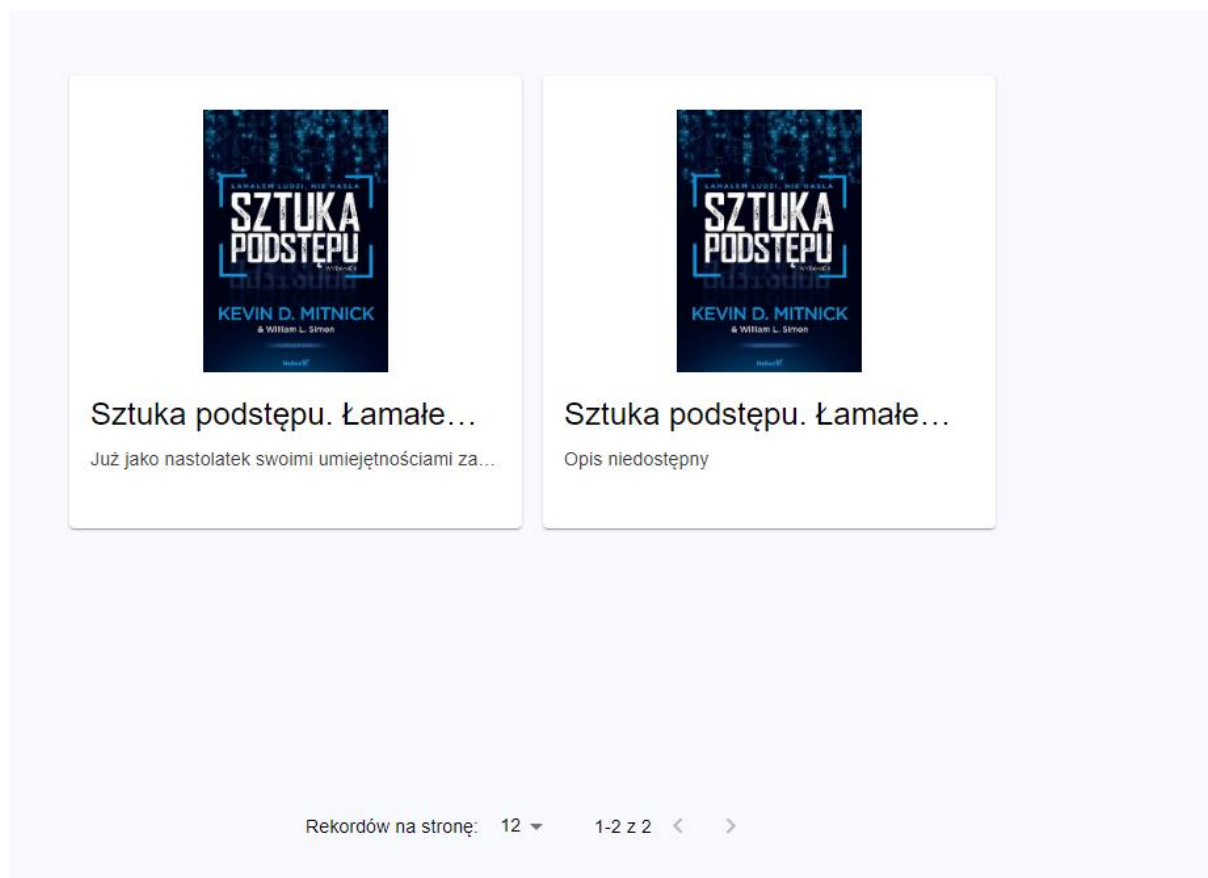 ŁAMAŁEM LUDZI, NIE HASŁA
SZTUKA
PODSTĘPU
KEVIN D. MITNICK
& William L. Simon
Helion
Sztuka podstępu. Łamałe…
Już jako nastolatek swoimi umiejętnościami za…
ŁAMAŁEM LUDZI, NIE HASŁA
SZTUKA
PODSTĘPU
KEVIN D. MITNICK
& William L. Simon
Helion
Sztuka podstępu. Łamałe…
Opis niedostępny
Rekordów na stronę: 12 1-2 z 2